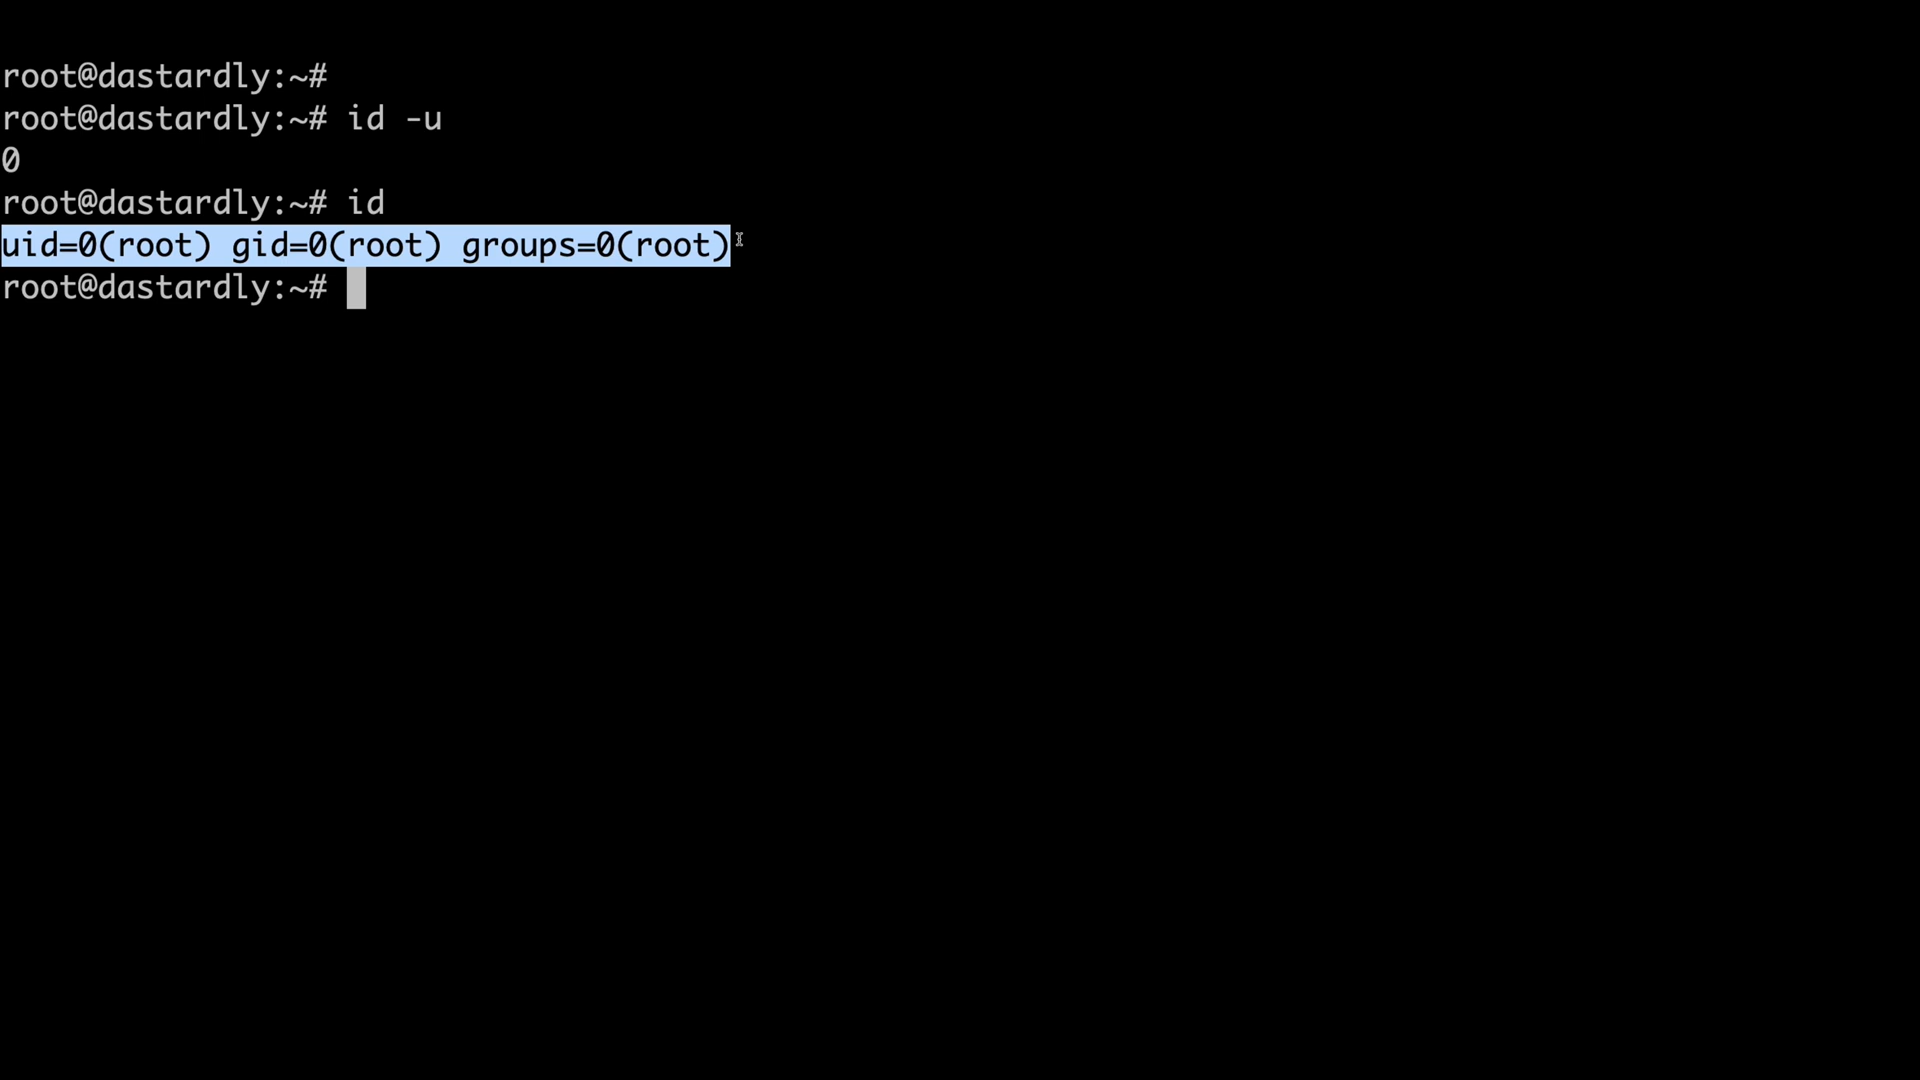 root@dastardly:~#
root@dastardly:~# id -u
0
root@dastardly:~# id
uid=0(root) gid=0(root) groups=0(root)
root@dastardly:~#